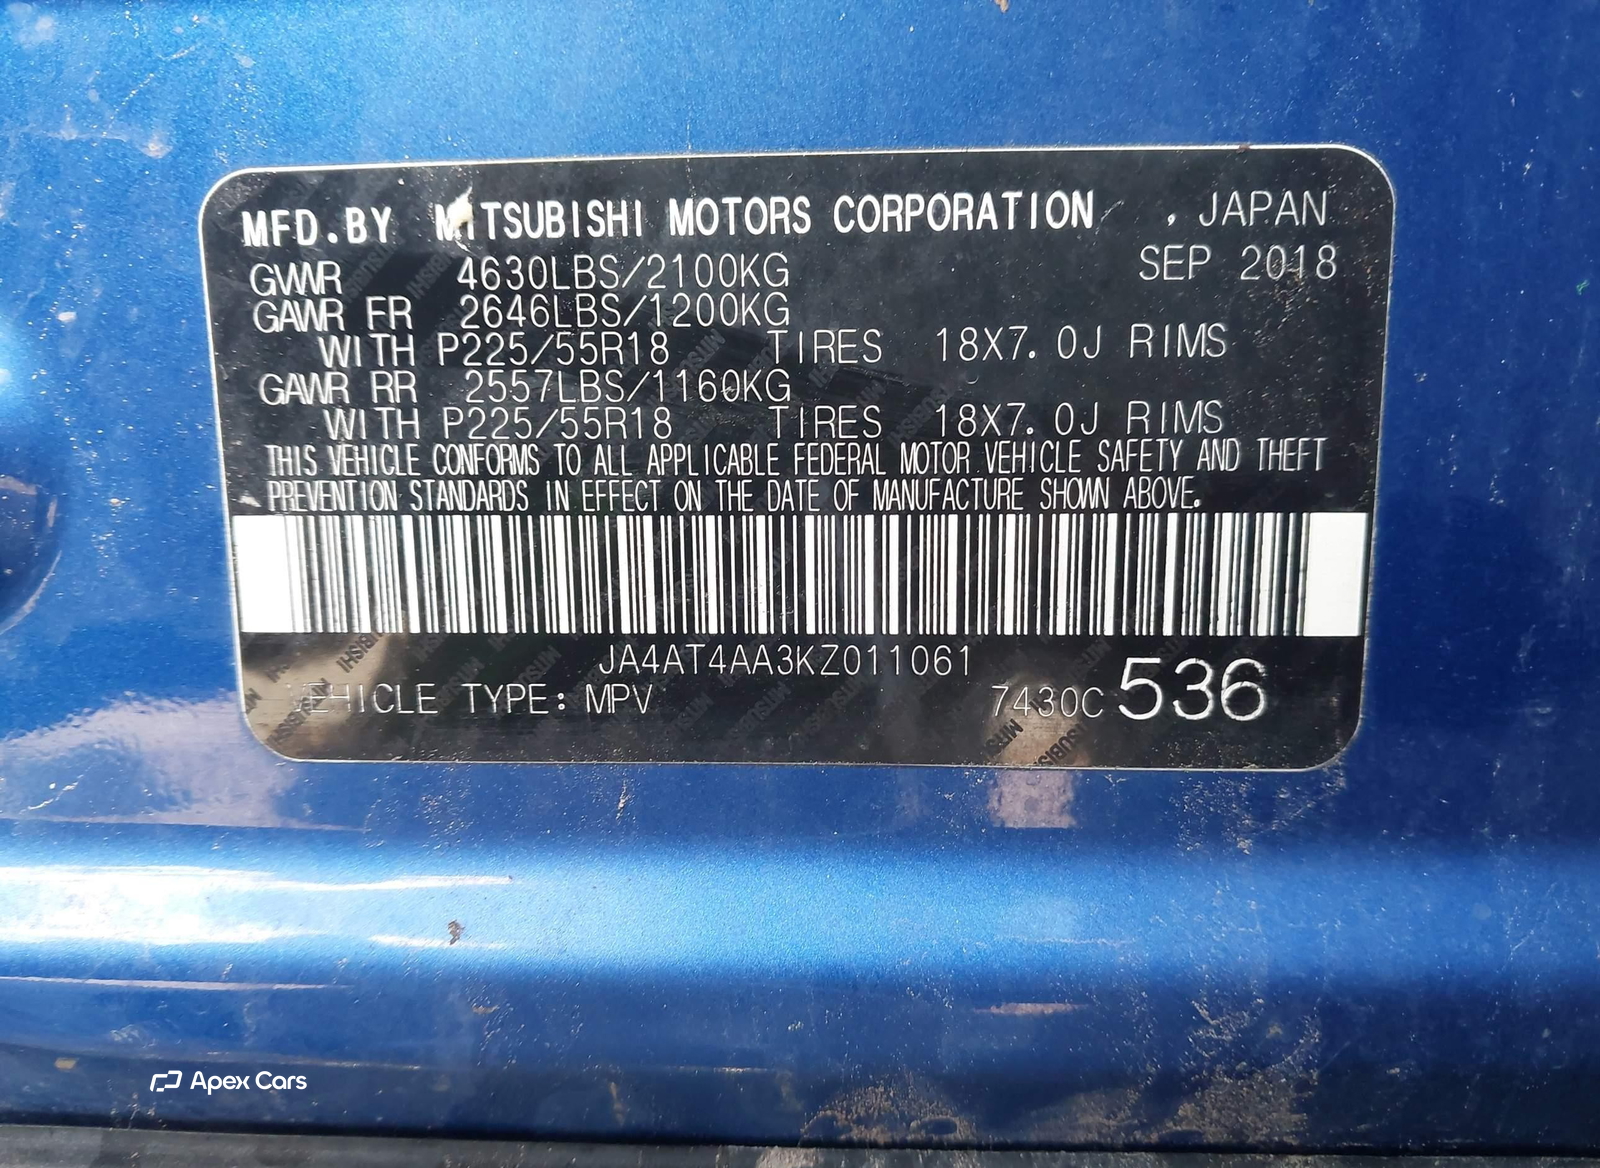 MFD.BY MITSUBISHI MOTORS CORPORATION , JAPAN
SEP 2018
GVWR 4630LBS/2100KG
GAWR FR 2646LBS/1200KG
WITH P225/55R18 TIRES 18X7.0J RIMS
GAWR RR 2557LBS/1160KG
WITH P225/55R18 TIRES 18X7.0J RIMS
THIS VEHICLE CONFORMS TO ALL APPLICABLE FEDERAL MOTOR VEHICLE SAFETY AND THEFT
PREVENTION STANDARDS IN EFFECT ON THE DATE OF MANUFACTURE SHOWN ABOVE.
JA4AT4AA3KZ011061
VEHICLE TYPE: MPV 7430C 536
Apex Cars